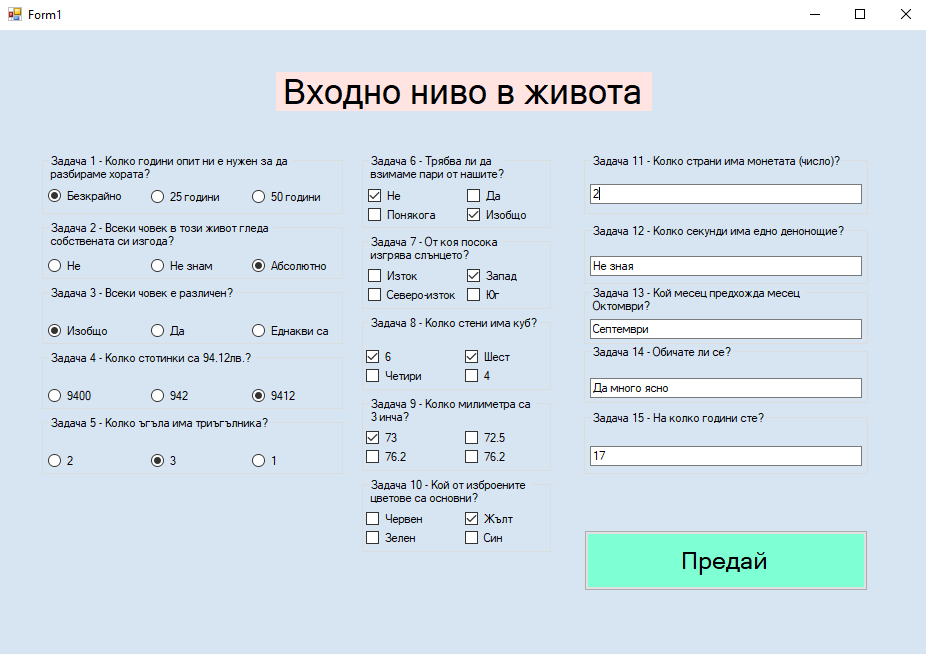 Form1
Входно ниво в живота
Задача 1 - Колко години опит ни е нужен за да
разбираме хората?
Безкрайно 25 години 50 години
Задача 2 - Всеки човек в този живот гледа
собствената си изгода?
Не Не знам Абсолютно
Задача 3 - Всеки човек е различен?
Изобщо Да Еднакви са
Задача 4 - Колко стотинки са 94.12лв.?
9400 942 9412
Задача 5 - Колко ъгъла има триъгълника?
2 3 1
Задача 6 - Трябва ли да
взимаме пари от нашите?
Не Да
Понякога Изобщо
Задача 7 - От коя посока
изгрява слънцето?
Изток Запад
Северо-изток Юг
Задача 8 - Колко стени има куб?
6 Шест
Четири 4
Задача 9 - Колко милиметра са
3 инча?
73 72.5
76.2 76.2
Задача 10 - Кой от изброените
цветове са основни?
Червен Жълт
Зелен Син
Задача 11 - Колко страни има монетата (число)?
2
Задача 12 - Колко секунди има едно денонощие?
Не зная
Задача 13 - Кой месец предхожда месец
Октомври?
Септември
Задача 14 - Обичате ли се?
Да много ясно
Задача 15 - На колко години сте?
17
Предай